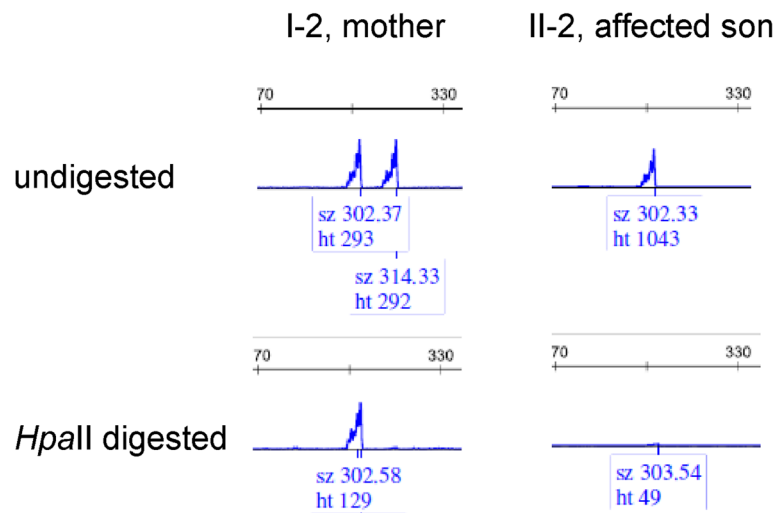 I-2, mother
II-2, affected son
70 330
70 330
undigested
sz 302.37
ht 293
sz 314.33
ht 292
sz 302.33
ht 1043
70 330
70 330
HpaII digested
sz 302.58
ht 129
sz 303.54
ht 49